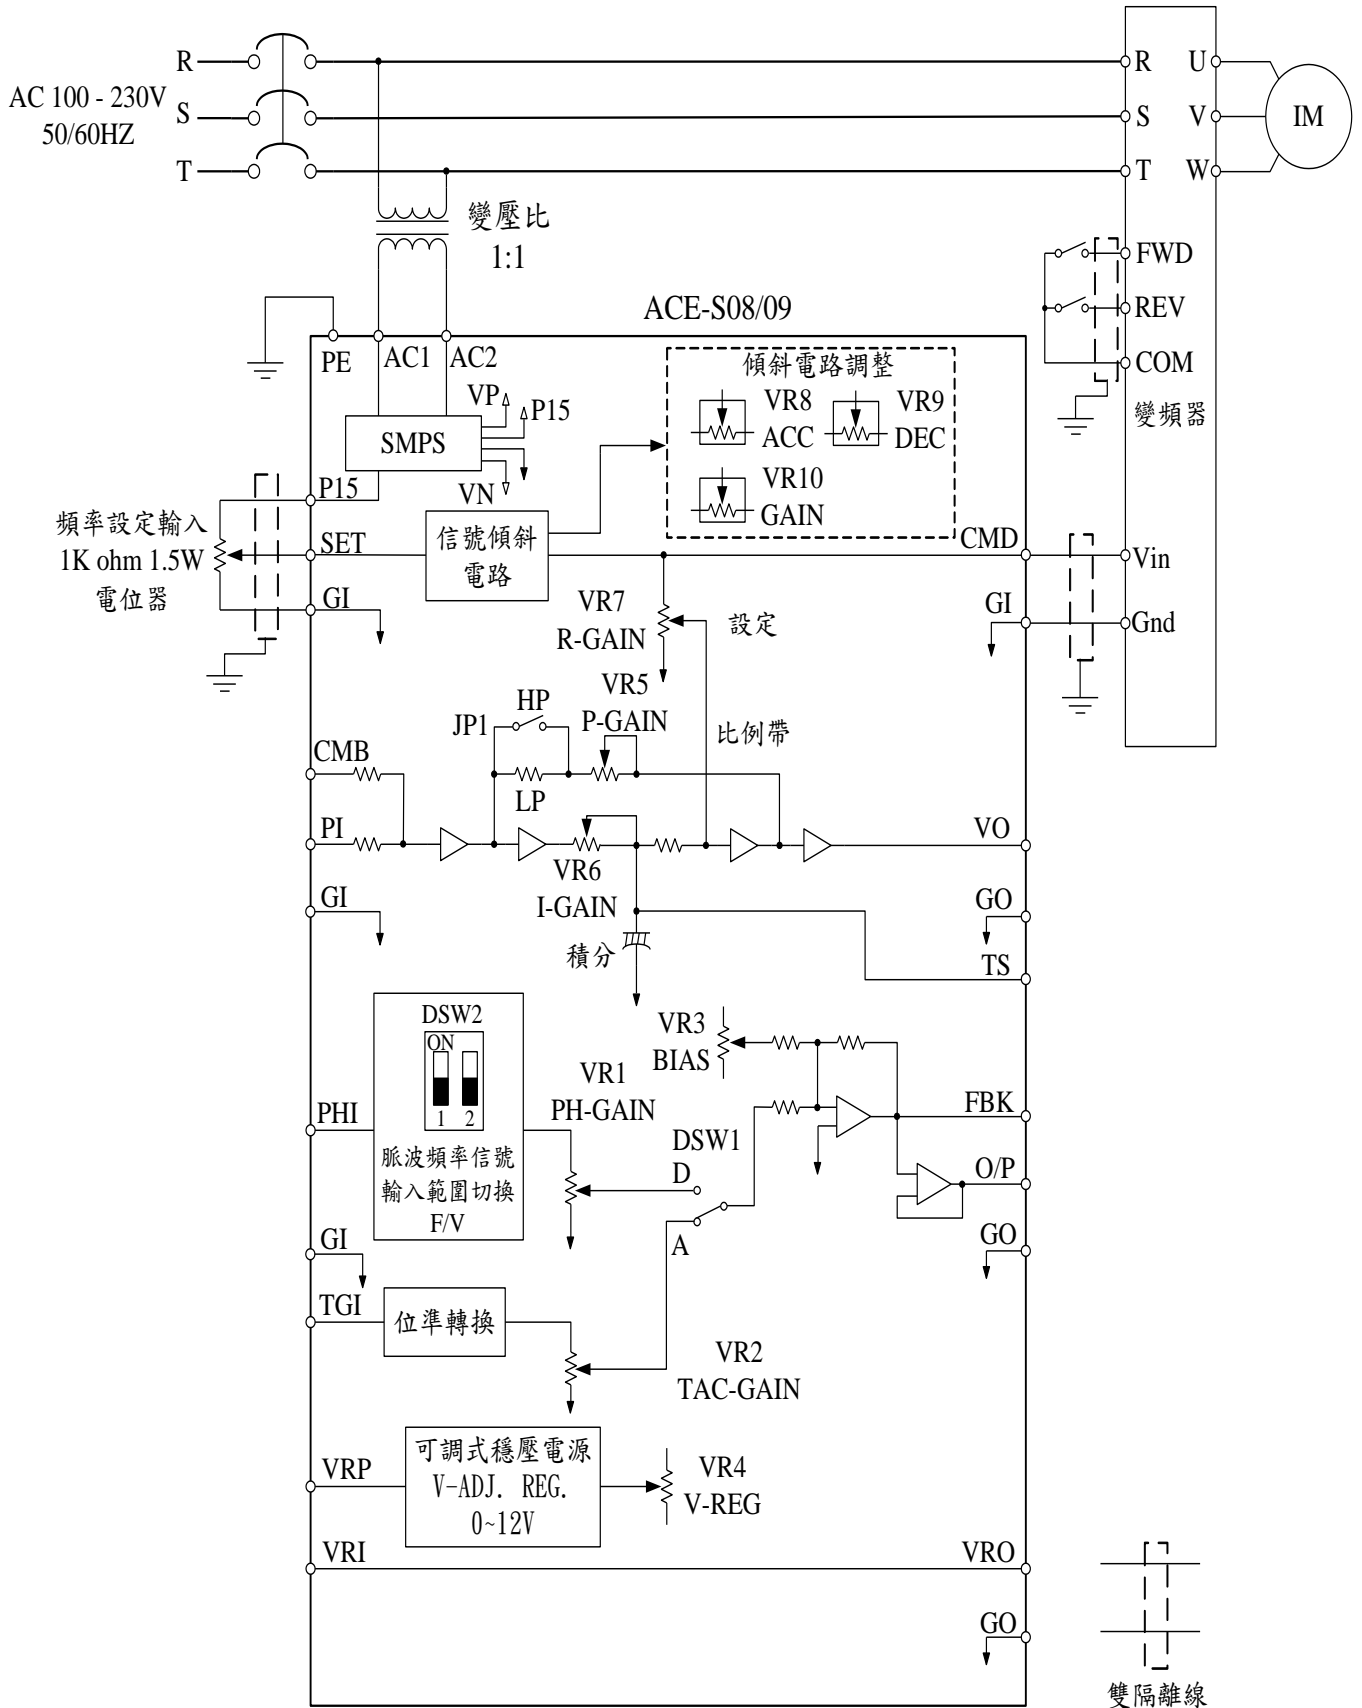 R
AC 100 - 230V
S
50/60HZ
T
R
U
S
V
IM
T
W
變壓比
1:1
FWD
REV
COM
變頻器
ACE-S08/09
PE
AC1
AC2
傾斜電路調整
VR8
ACC
VR9
DEC
VR10
GAIN
VP
P15
SMPS
VN
P15
頻率設定輸入
1K ohm 1.5W
電位器
SET
信號傾斜
電路
CMD
Vin
GI
VR7
R-GAIN
設定
GI
Gnd
HP
VR5
JP1
P-GAIN
比例帶
CMB
LP
PI
VO
VR6
I-GAIN
GI
GO
積分
TS
DSW2
ON
1 2
VR3
BIAS
VR1
PH-GAIN
PHI
FBK
脈波頻率信號
輸入範圍切換
F/V
DSW1
D
A
O/P
GI
GO
TGI
位準轉換
VR2
TAC-GAIN
可調式穩壓電源
V-ADJ. REG.
0~12V
VRP
VR4
V-REG
VRI
VRO
GO
雙隔離線